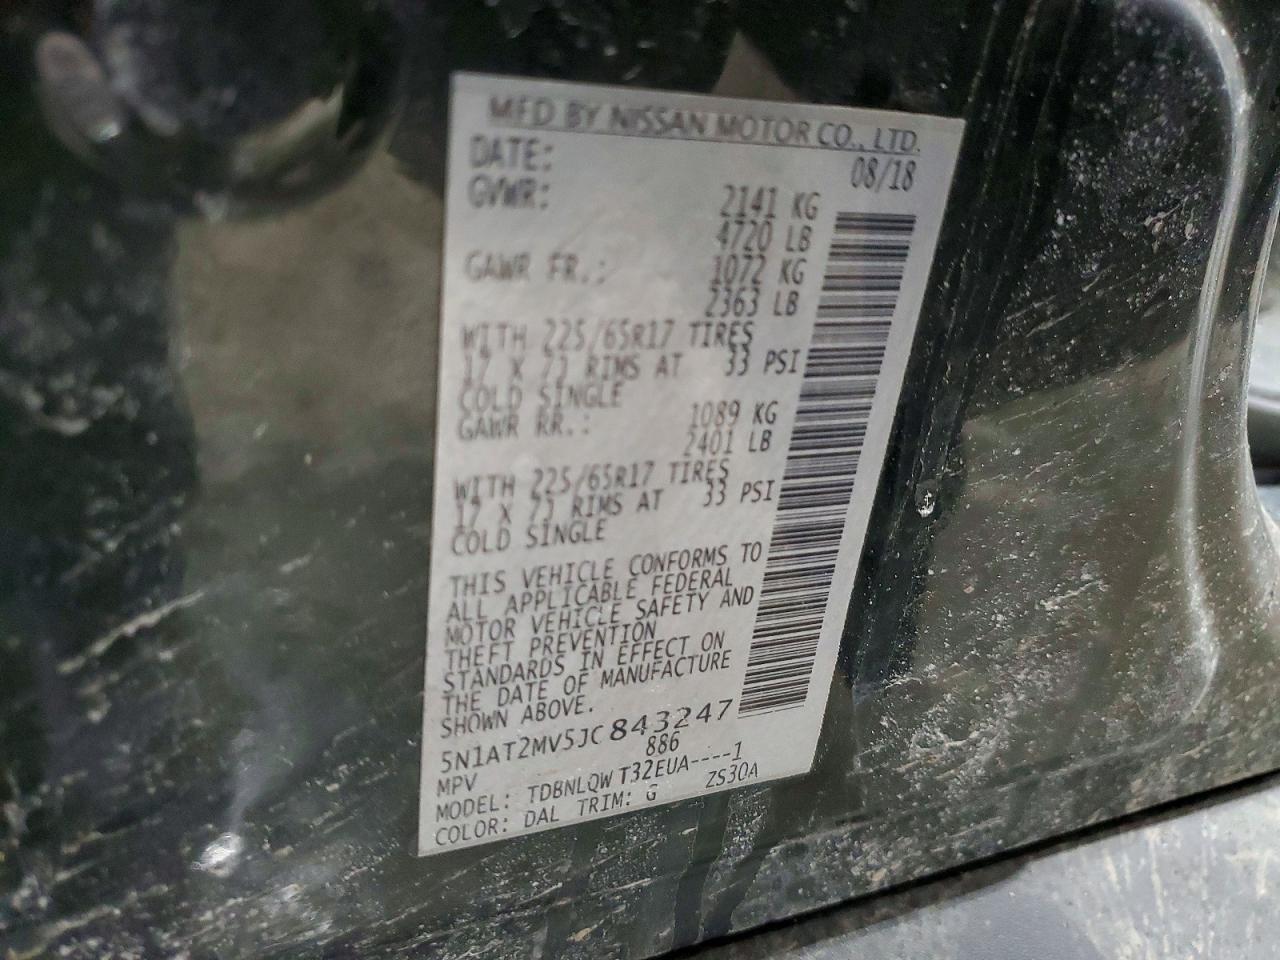 MFD BY NISSAN MOTOR CO., LTD.
DATE: 08/18
GVWR: 2141 KG
4720 LB
GAWR FR.: 1072 KG
2363 LB
WITH 225/65R17 TIRES
17 X 7J RIMS AT 33 PSI
COLD SINGLE
GAWR RR.: 1089 KG
2401 LB
WITH 225/65R17 TIRES
17 X 7J RIMS AT 33 PSI
COLD SINGLE
THIS VEHICLE CONFORMS TO
ALL APPLICABLE FEDERAL
MOTOR VEHICLE SAFETY AND
THEFT PREVENTION
STANDARDS IN EFFECT ON
THE DATE OF MANUFACTURE
SHOWN ABOVE.
5N1AT2MV5JC843247
MPV 886
MODEL: TDBNLQW T32EUA----1
COLOR: DAL TRIM: G ZS30A